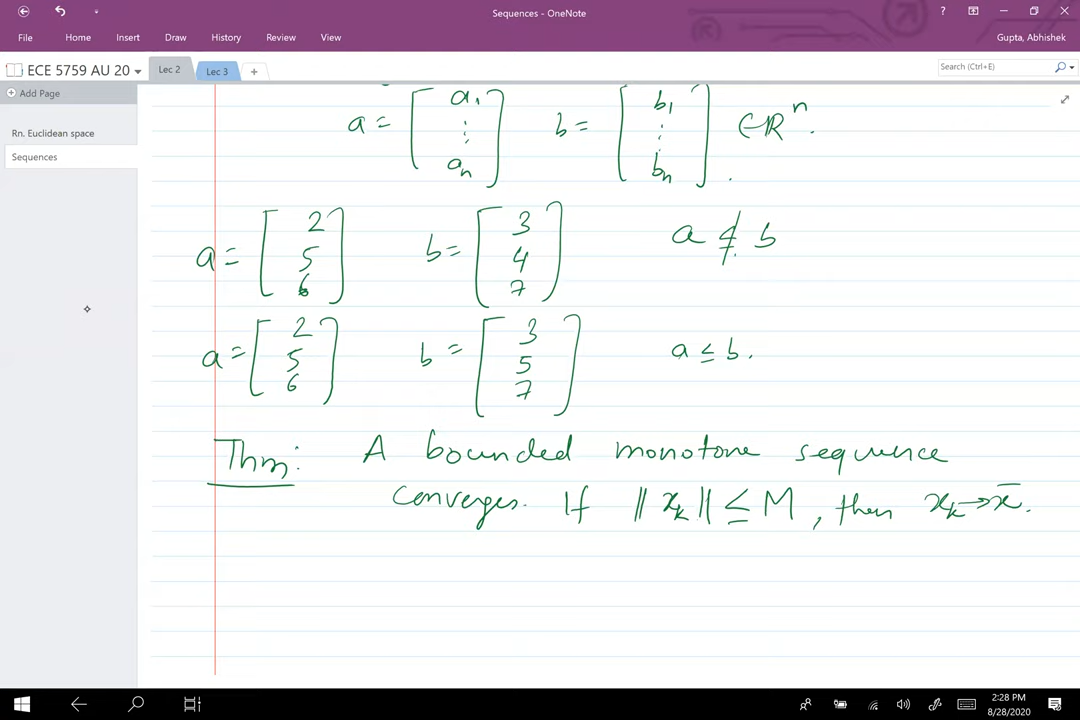 Sequences - OneNote
Gupta, Abhishek
File Home Insert Draw History Review View
ECE 5759 AU 20 Lec 2 Lec 3 +
Search (Ctrl+E)
Add Page
Rn. Euclidean space
Sequences
a = [a₁ ⋮ aₙ] b = [b₁ ⋮ bₙ] ∈ ℝⁿ.
a = [2 5 6] b = [3 4 7] a ≰ b
a = [2 5 6] b = [3 5 7] a ≤ b.
Thm: A bounded monotone sequence
converges. If ‖xₖ‖ ≤ M, then xₖ → x̄.
2:28 PM
8/28/2020